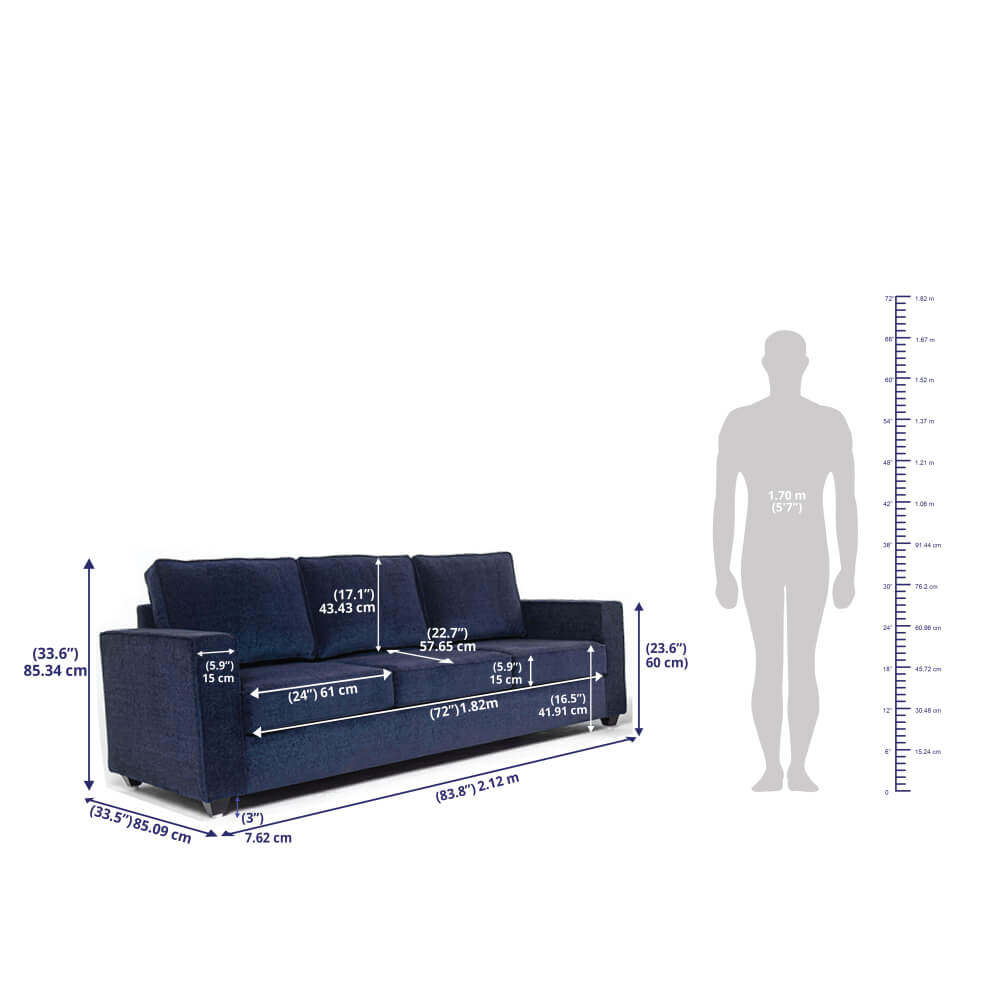 (33.6”)
85.34 cm
(5.9”)
15 cm
(17.1”)
43.43 cm
(22.7”)
57.65 cm
(24”) 61 cm
(5.9”)
15 cm
(72”) 1.82m
(16.5”)
41.91 cm
(23.6”)
60 cm)
(33.5”) 85.09 cm
(3”)
7.62 cm
(83.8”) 2.12 m
1.70 m
(5'7”)
72” 1.82 m
66” 1.67 m
60” 1.52 m
54” 1.37 m
48” 1.21 m
42” 1.06 m
36” 91.44 cm
30” 76.2 cm
24” 60.96 cm
18” 45.72 cm
12” 30.48 cm
6” 15.24 cm
0